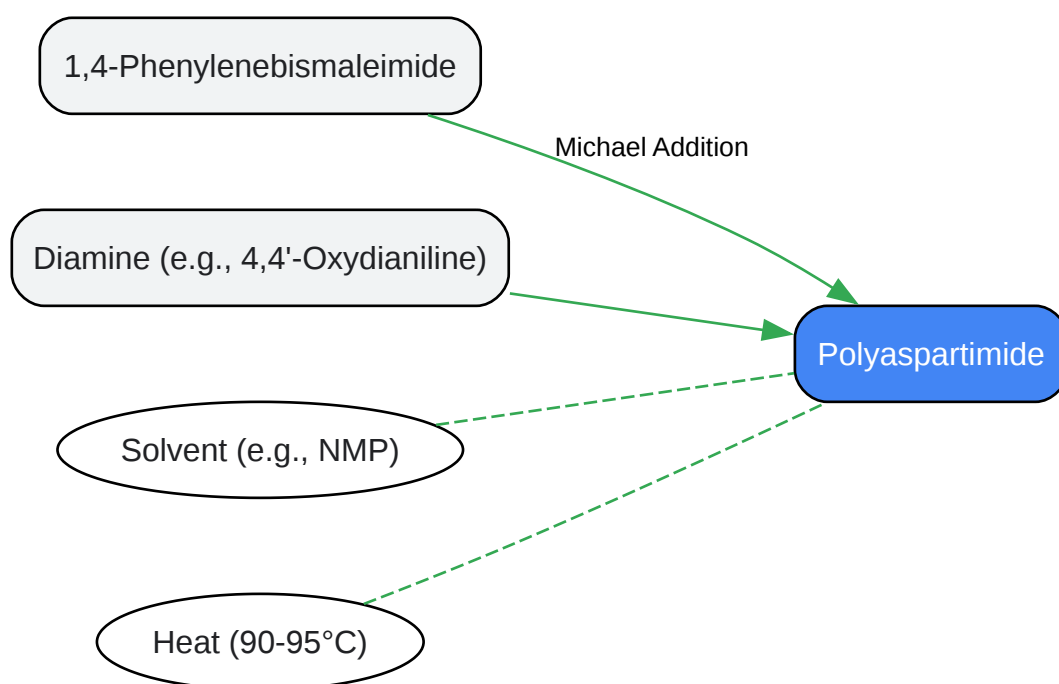 1,4-Phenylenebismaleimide
Michael Addition
Diamine (e.g., 4,4'-Oxydianiline)
Polyaspartimide
Solvent (e.g., NMP)
Heat (90-95°C)